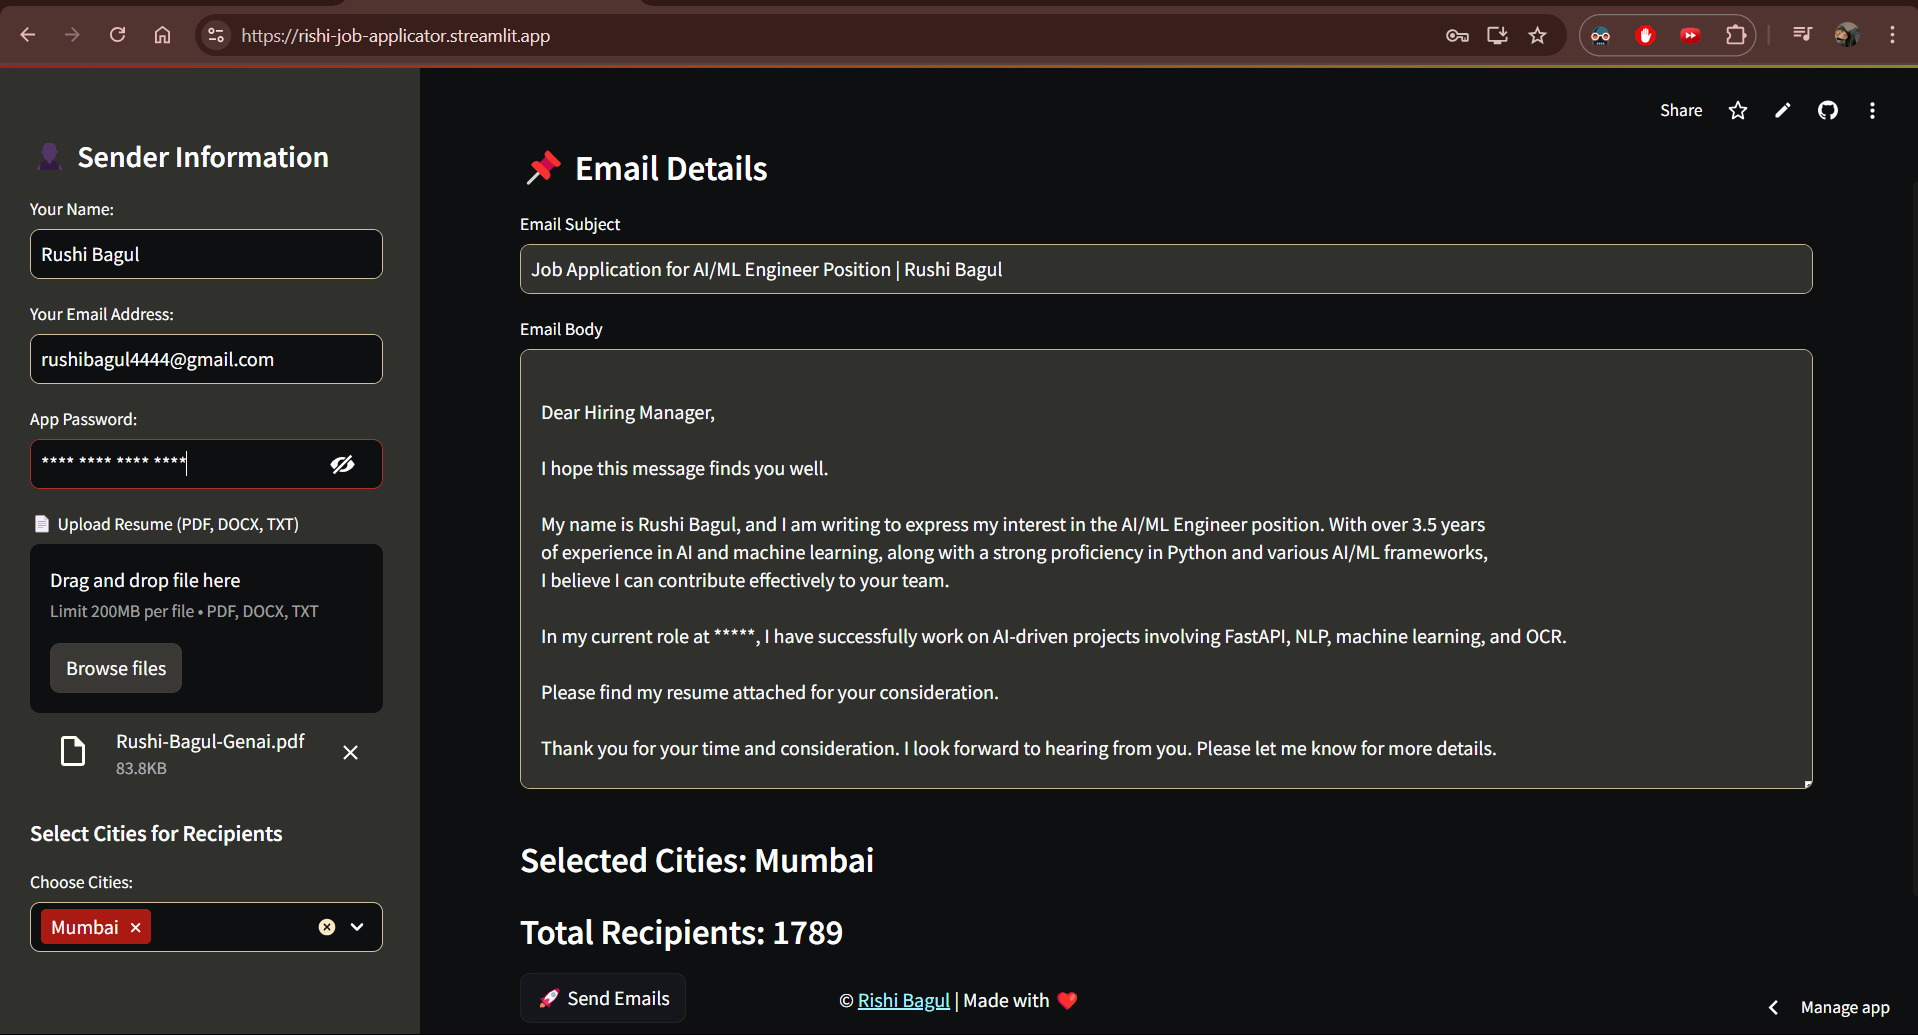 https://rishi-job-applicator.streamlit.app
Share
Sender Information
Your Name:
Rushi Bagul
Your Email Address:
rushibagul4444@gmail.com
App Password:
**** **** **** ****
Upload Resume (PDF, DOCX, TXT)
Drag and drop file here
Limit 200MB per file • PDF, DOCX, TXT
Browse files
Rushi-Bagul-Genai.pdf
83.8KB
Select Cities for Recipients
Choose Cities:
Mumbai
Email Details
Email Subject
Job Application for AI/ML Engineer Position | Rushi Bagul
Email Body
Dear Hiring Manager,
I hope this message finds you well.
My name is Rushi Bagul, and I am writing to express my interest in the AI/ML Engineer position. With over 3.5 years
of experience in AI and machine learning, along with a strong proficiency in Python and various AI/ML frameworks,
I believe I can contribute effectively to your team.
In my current role at *****, I have successfully work on AI-driven projects involving FastAPI, NLP, machine learning, and OCR.
Please find my resume attached for your consideration.
Thank you for your time and consideration. I look forward to hearing from you. Please let me know for more details.
Selected Cities: Mumbai
Total Recipients: 1789
Send Emails
© Rishi Bagul | Made with ❤️
Manage app